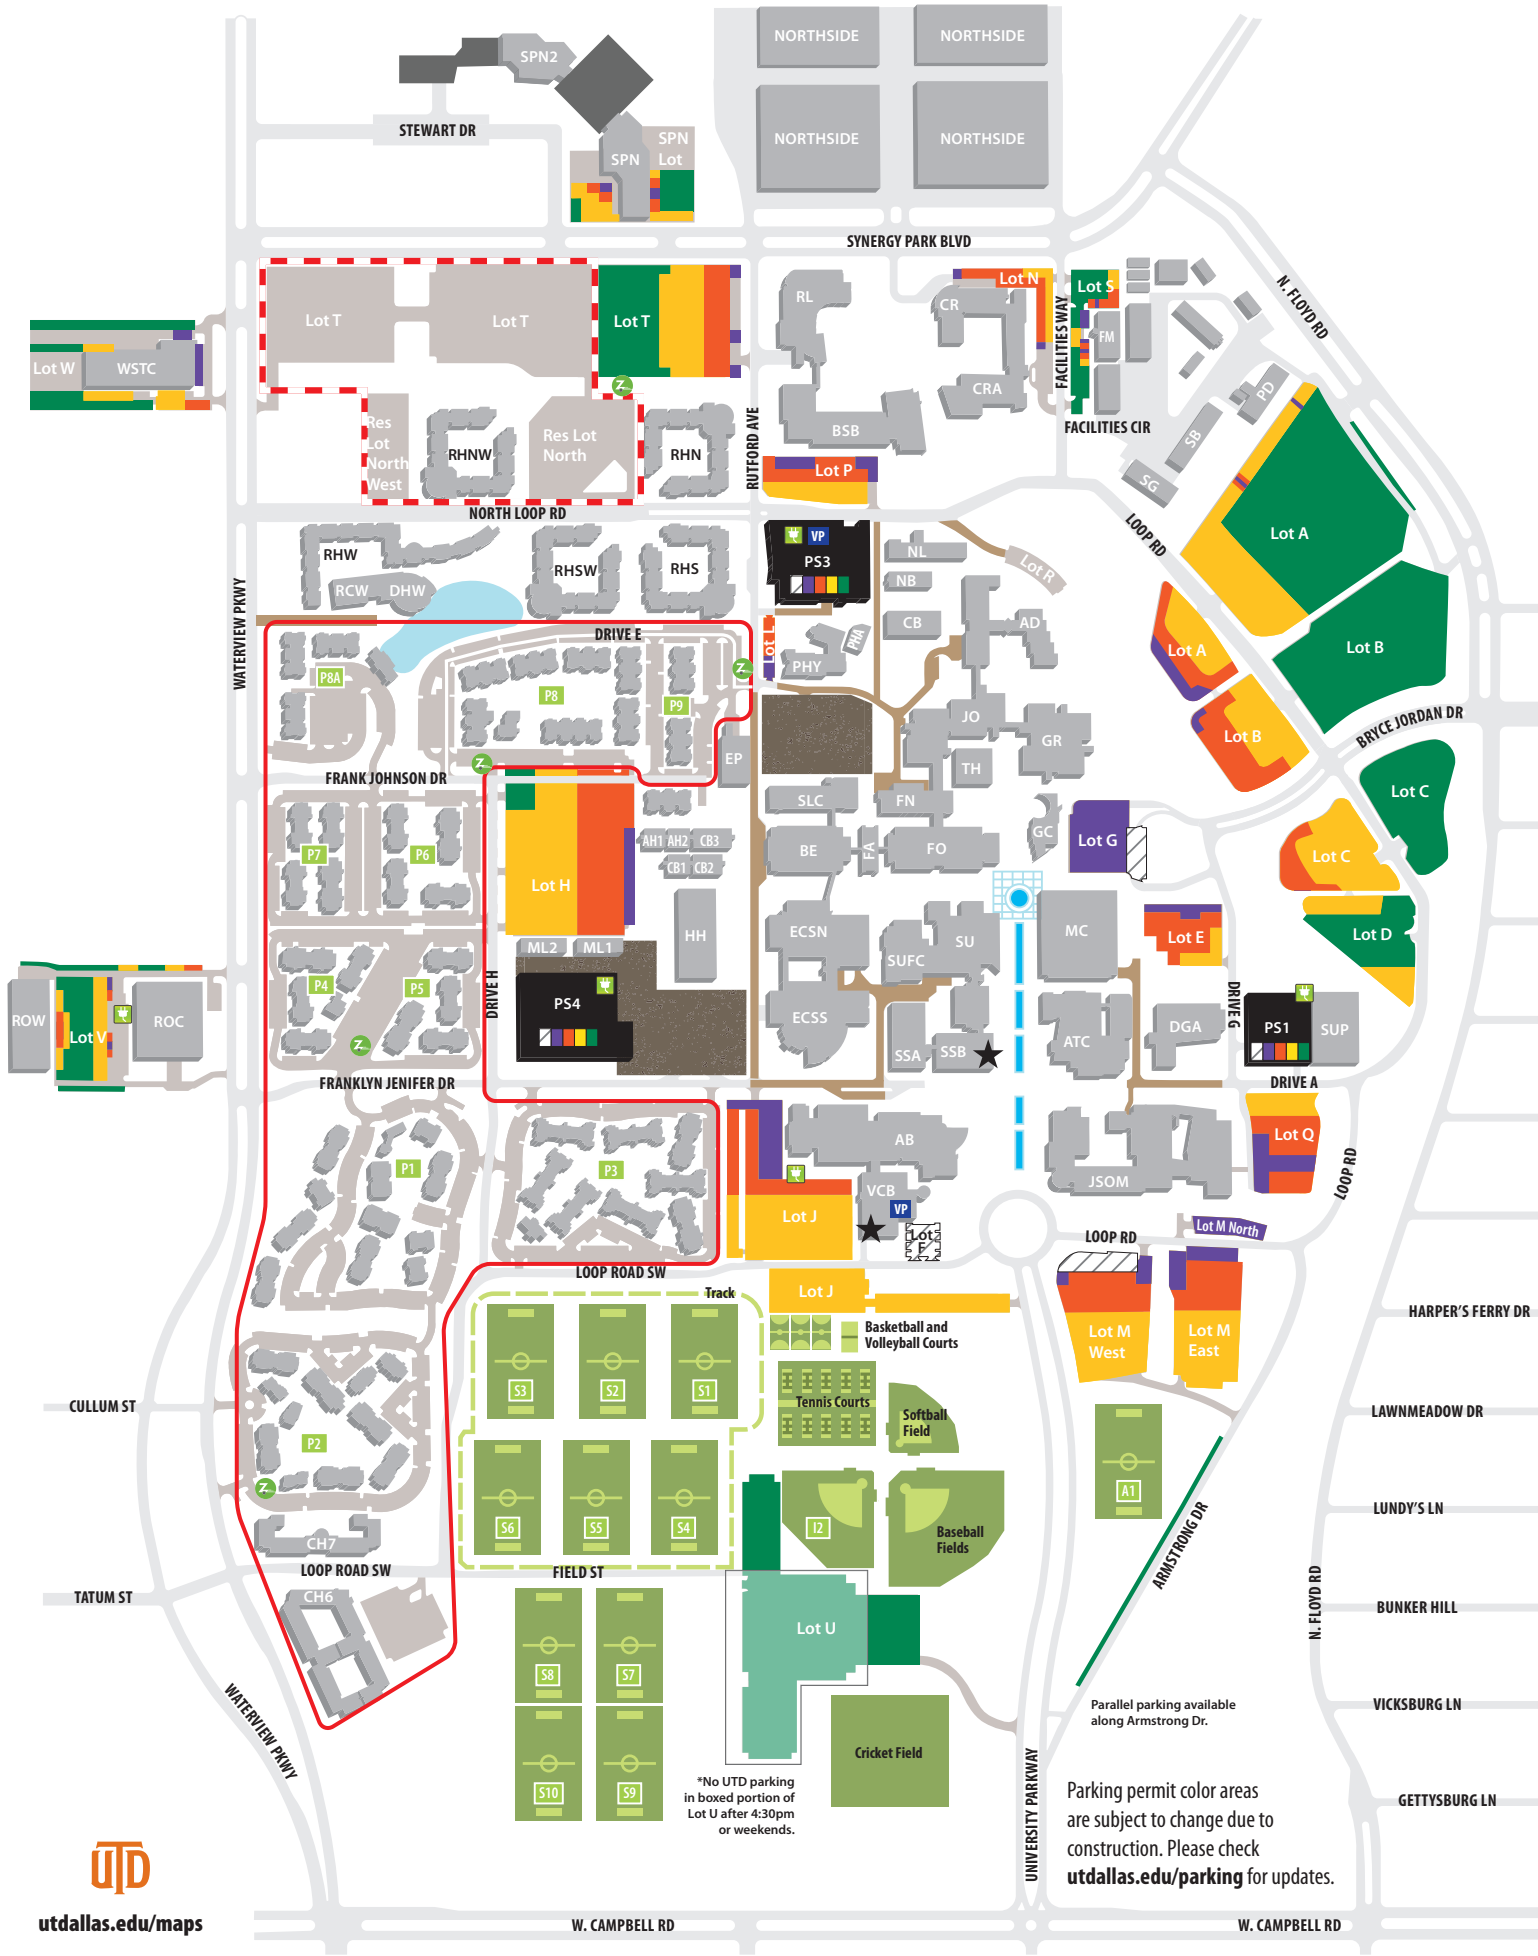 NORTHSIDE
NORTHSIDE
SPN2
STEWART DR
NORTHSIDE
NORTHSIDE
SPN
Lot
SPN
SYNERGY PARK BLVD
N. FLOYD RD
Lot T
Lot T
Lot T
RL
CR
Lot N
Lot S
FACILITIES WAY
FM
Lot W
WSTC
CRA
PD
RUTFORD AVE
BSB
FACILITIES CIR
SB
Res
Lot
North
West
RHNW
Res Lot
North
RHN
Lot P
SG
NORTH LOOP RD
LOOP RD
Lot A
VP
PS3
RHW
RHSW
RHS
NL
Lot R
NB
RCW
DHW
WATERVIEW PKWY
CB
AD
DRIVE E
Lot L
PHA
PHY
Lot A
Lot B
P8A
P8
P9
JO
GR
Lot B
BRYCE JORDAN DR
EP
TH
FRANK JOHNSON DR
Lot C
SLC
FN
GC
Lot G
AH1
AH2
CB3
P7
P6
BE
FA
FO
Lot C
CB1
CB2
Lot H
HH
ECSN
SU
MC
Lot E
Lot D
ML2
ML1
SUFC
P4
P5
DRIVE H
PS4
DRIVE G
ROW
ROC
Lot V
ECSS
DGA
PS1
SUP
SSA
SSB
ATC
FRANKLYN JENIFER DR
DRIVE A
P1
P3
AB
Lot Q
JSOM
LOOP RD
VCB
VP
Lot J
Lot
F
Lot M North
LOOP RD
LOOP ROAD SW
Track
Lot J
HARPER'S FERRY DR
Basketball and
Volleyball Courts
Lot M
West
Lot M
East
S3
S2
S1
Tennis Courts
Softball
Field
CULLUM ST
LAWNMEADOW DR
P2
A1
LUNDY'S LN
S6
S5
S4
I2
Baseball
Fields
ARMSTRONG DR
CH7
LOOP ROAD SW
FIELD ST
TATUM ST
CH6
N. FLOYD RD
BUNKER HILL
Lot U
S8
S7
WATERVIEW PKWY
Parallel parking available
along Armstrong Dr.
VICKSBURG LN
Cricket Field
S10
S9
*No UTD parking
in boxed portion of
Lot U after 4:30pm
or weekends.
UNIVERSITY PARKWAY
Parking permit color areas
are subject to change due to
construction. Please check
utdallas.edu/parking for updates.
GETTYSBURG LN
UTD
utdallas.edu/maps
W. CAMPBELL RD
W. CAMPBELL RD